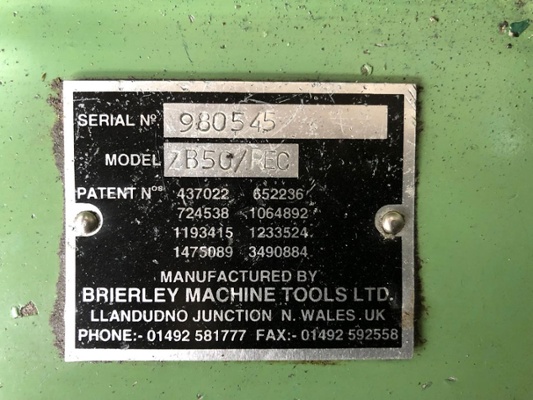 SERIAL Nº 980545
MODEL ZB50/REC
PATENT Nºˢ 437022 652236
724538 1064892
1193415 1233524
1475089 3490884
MANUFACTURED BY
BRIERLEY MACHINE TOOLS LTD.
LLANDUDNO JUNCTION N. WALES. UK
PHONE:- 01492 581777 FAX:- 01492 592558